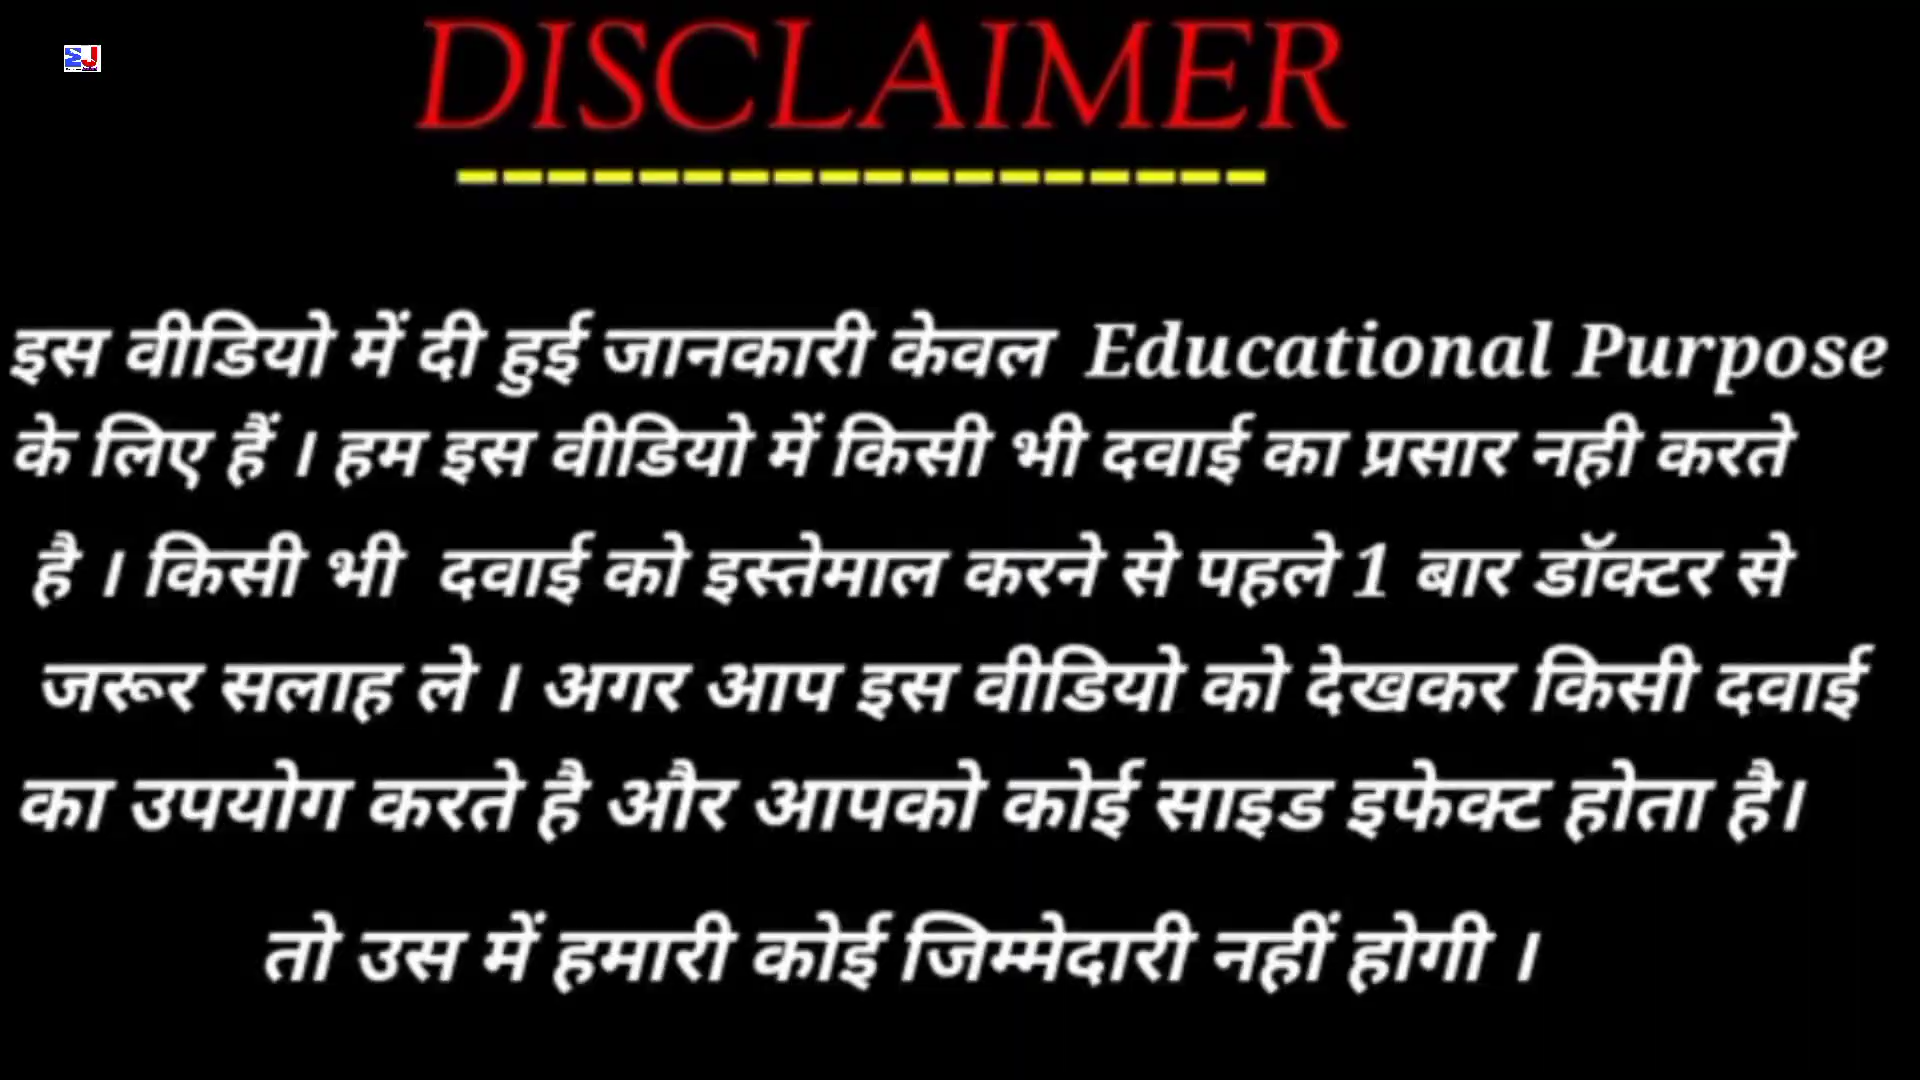 DISCLAIMER
इस वीडियो में दी हुई जानकारी केवल Educational Purpose
के लिए हैं । हम इस वीडियो में किसी भी दवाई का प्रसार नही करते
है । किसी भी दवाई को इस्तेमाल करने से पहले 1 बार डॉक्टर से
जरूर सलाह ले । अगर आप इस वीडियो को देखकर किसी दवाई
का उपयोग करते है और आपको कोई साइड इफेक्ट होता है।
तो उस में हमारी कोई जिम्मेदारी नहीं होगी ।